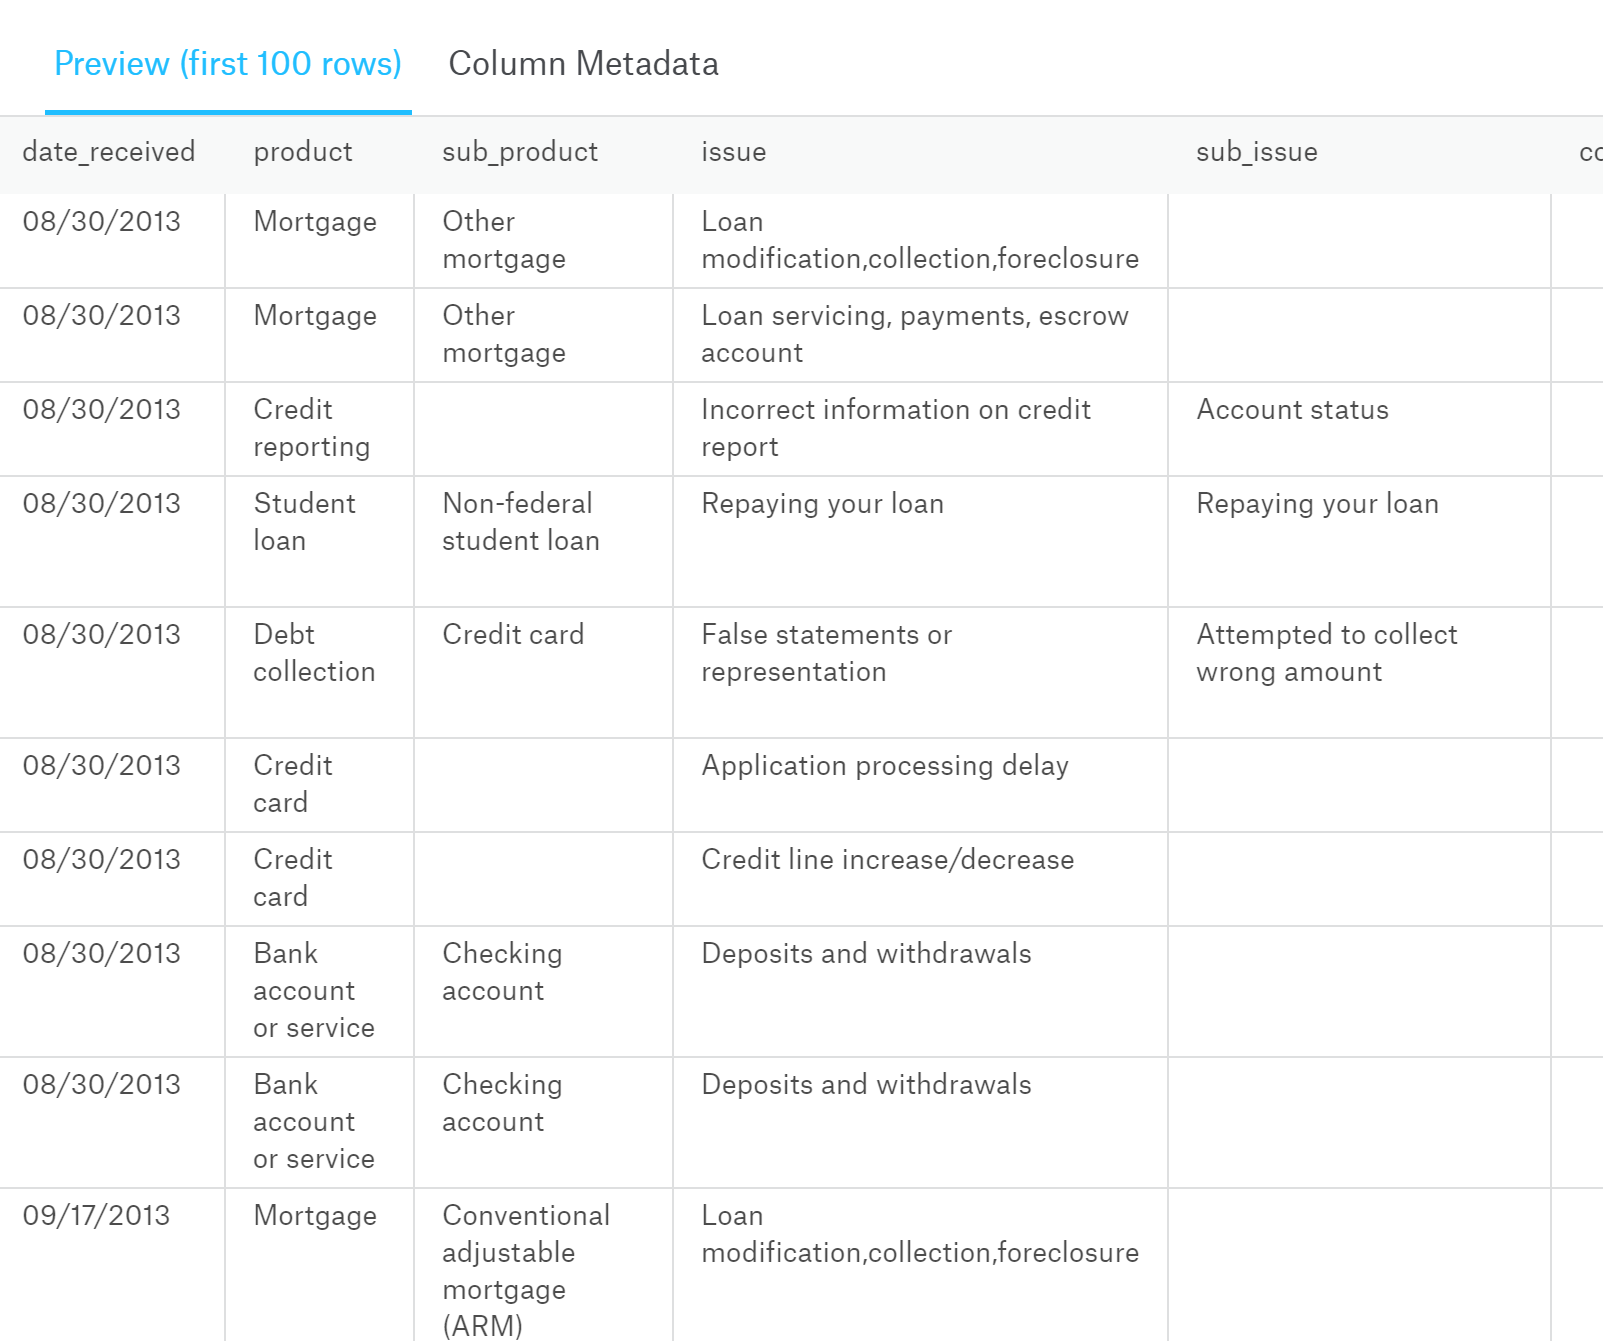 Preview (first 100 rows) Column Metadata
date_received product sub_product issue sub_issue
08/30/2013 Mortgage Other Loan
mortgage modification,collection,foreclosure
08/30/2013 Mortgage Other Loan servicing, payments, escrow
mortgage account
08/30/2013 Credit Incorrect information on credit Account status
reporting report
08/30/2013 Student Non-federal Repaying your loan Repaying your loan
loan student loan
08/30/2013 Debt Credit card False statements or Attempted to collect
collection representation wrong amount
08/30/2013 Credit Application processing delay
card
08/30/2013 Credit Credit line increase/decrease
card
08/30/2013 Bank Checking Deposits and withdrawals
account account
or service
08/30/2013 Bank Checking Deposits and withdrawals
account account
or service
09/17/2013 Mortgage Conventional Loan
adjustable modification,collection,foreclosure
mortgage
(ARM)